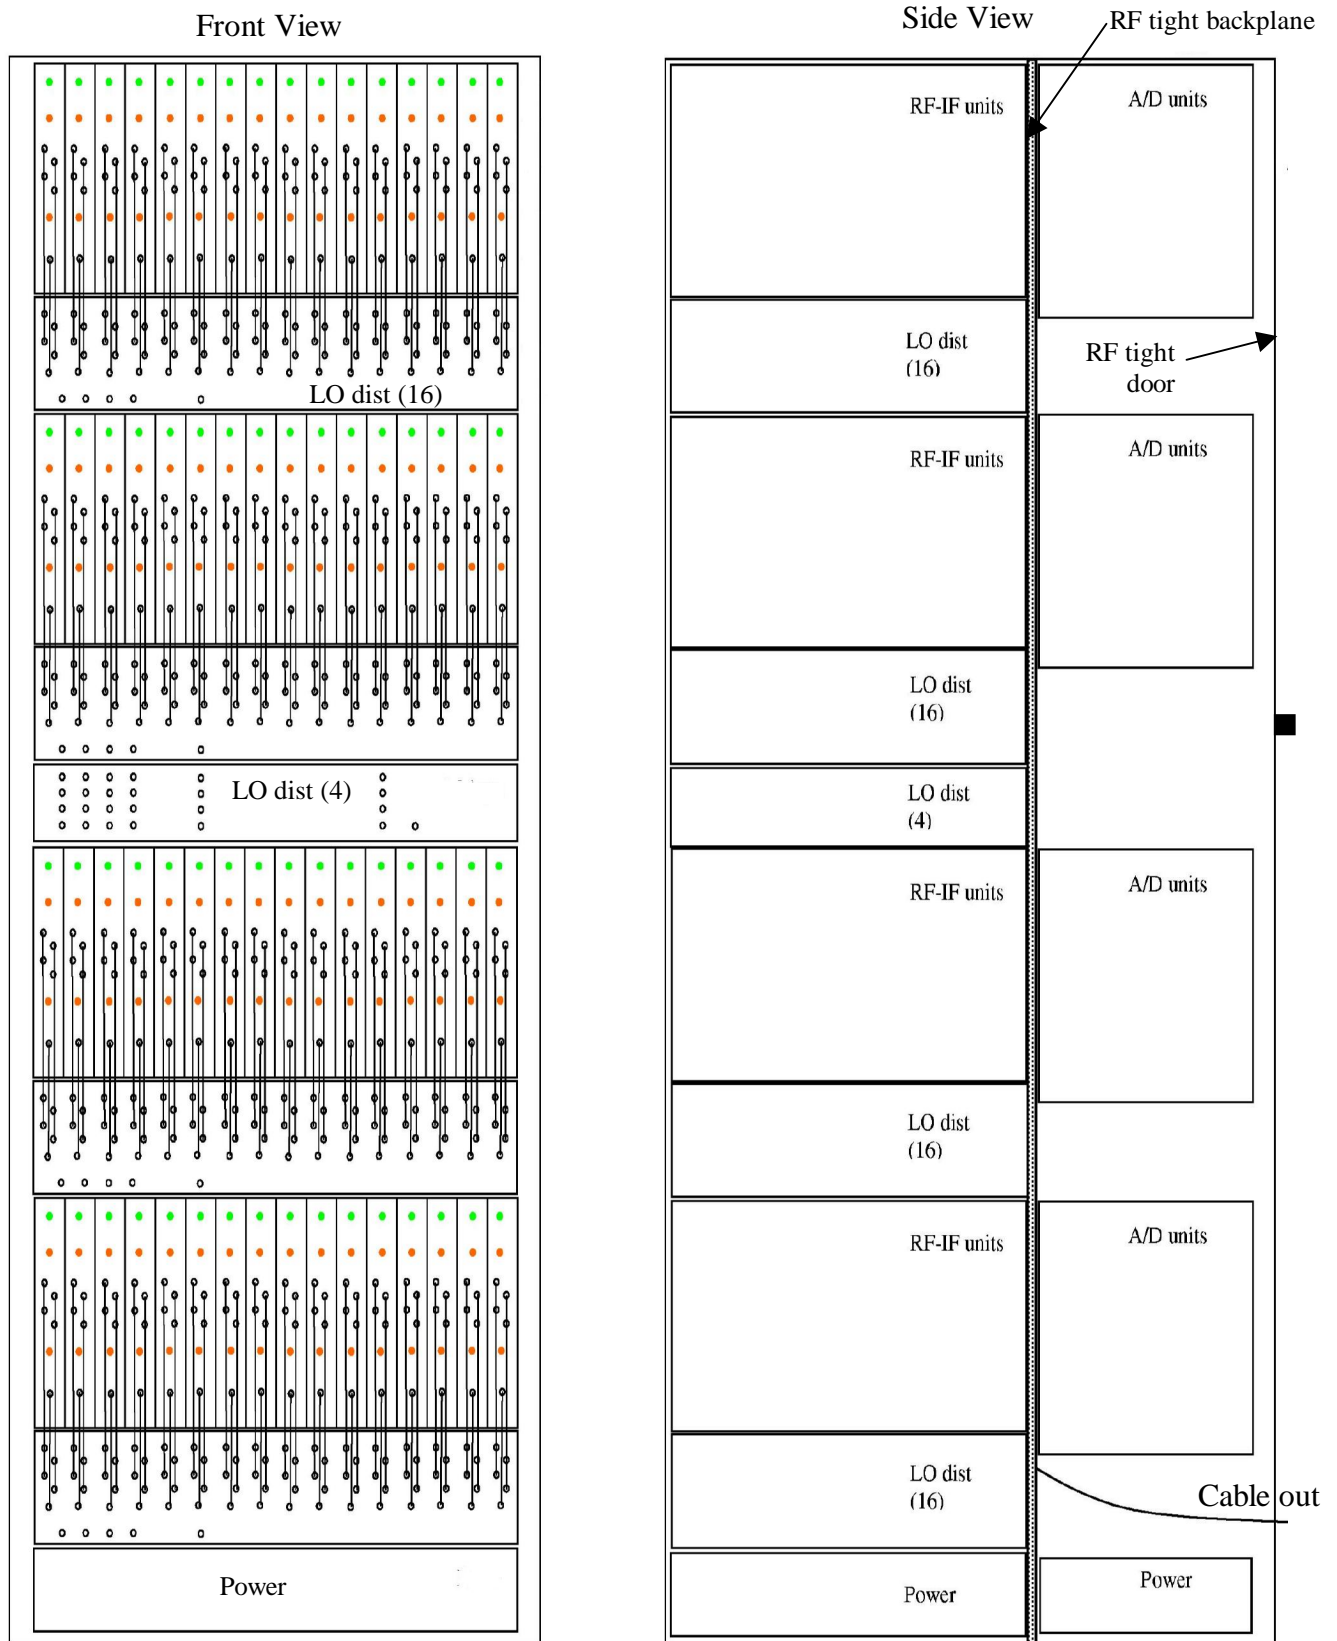 Front View
LO dist (16)
LO dist (4)
Power
Side View
RF tight backplane
RF-IF units
A/D units
LO dist
(16)
RF tight
door
RF-IF units
A/D units
LO dist
(16)
LO dist
(4)
RF-IF units
A/D units
LO dist
(16)
RF-IF units
A/D units
LO dist
(16)
Cable out
Power
Power